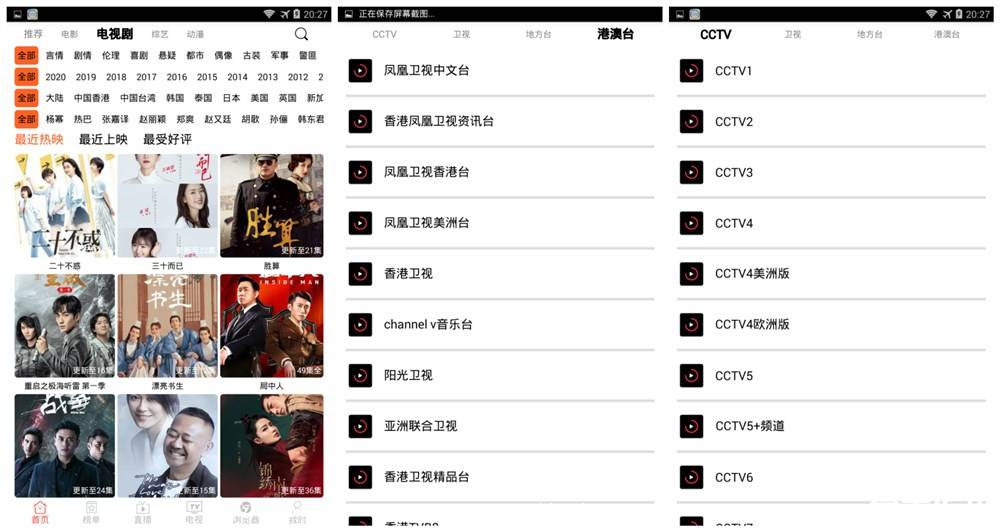 20:27
推荐 电影 电视剧 综艺 动漫
全部 言情 剧情 伦理 喜剧 悬疑 都市 偶像 古装 军事 警匪
全部 2020 2019 2018 2017 2016 2015 2014 2013 2012 2
全部 大陆 中国香港 中国台湾 韩国 泰国 日本 美国 英国 新加
全部 杨幂 热巴 张嘉译 赵丽颖 郑爽 赵又廷 胡歌 孙俪 韩东君
最近热映 最近上映 最受好评
二十不惑
胜算
更新至21集
二十不惑 三十而已 胜算
漂亮书生
INSIDE MAN
更新至16集 更新至15集 49集全
重启之极海听雷 第一季 漂亮书生 局中人
战争
锦绣南
更新至24集 更新至15集 更新至36集
首页 榜单 直播 电视 浏览器 我的
正在保存屏幕截图...
CCTV 卫视 地方台 港澳台
凤凰卫视中文台
香港凤凰卫视资讯台
凤凰卫视香港台
凤凰卫视美洲台
香港卫视
channel v音乐台
阳光卫视
亚洲联合卫视
香港卫视精品台
20:27
CCTV 卫视 地方台 港澳台
CCTV1
CCTV2
CCTV3
CCTV4
CCTV4美洲版
CCTV4欧洲版
CCTV5
CCTV5+频道
CCTV6
CCTV7